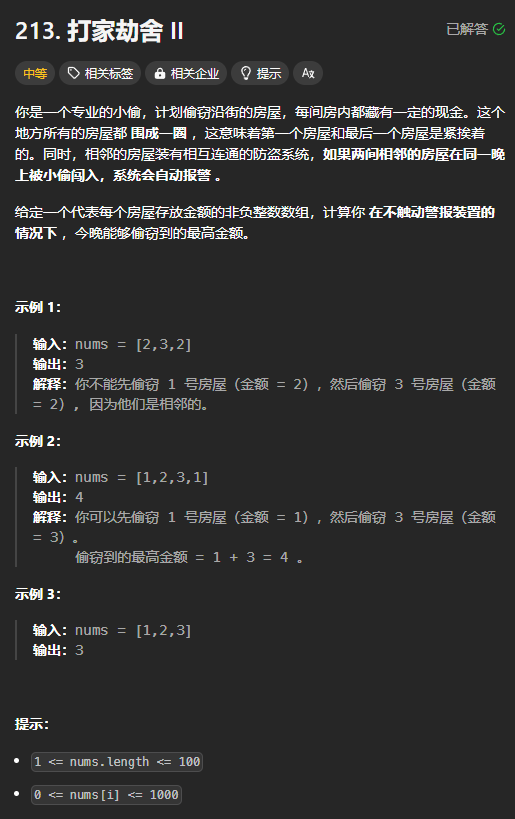 213. 打家劫舍 II
已解答
中等 相关标签 相关企业 提示 Aあ
你是一个专业的小偷，计划偷窃沿街的房屋，每间房内都藏有一定的现金。这个
地方所有的房屋都 围成一圈 ，这意味着第一个房屋和最后一个房屋是紧挨着
的。同时，相邻的房屋装有相互连通的防盗系统，如果两间相邻的房屋在同一晚
上被小偷闯入，系统会自动报警 。
给定一个代表每个房屋存放金额的非负整数数组，计算你 在不触动警报装置的
情况下 ，今晚能够偷窃到的最高金额。
示例 1：
输入：nums = [2,3,2]
输出：3
解释：你不能先偷窃 1 号房屋（金额 = 2），然后偷窃 3 号房屋（金额
= 2）, 因为他们是相邻的。
示例 2：
输入：nums = [1,2,3,1]
输出：4
解释：你可以先偷窃 1 号房屋（金额 = 1），然后偷窃 3 号房屋（金额
= 3）。
偷窃到的最高金额 = 1 + 3 = 4 。
示例 3：
输入：nums = [1,2,3]
输出：3
提示：
1 <= nums.length <= 100
0 <= nums[i] <= 1000